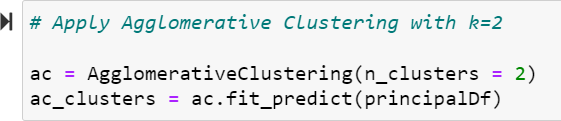 # Apply Agglomerative Clustering with k=2
ac = AgglomerativeClustering(n_clusters = 2)
ac_clusters = ac.fit_predict(principalDf)